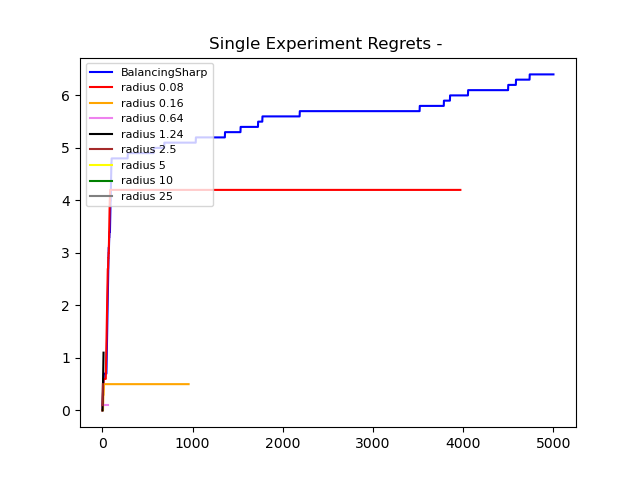 Single Experiment Regrets -
BalancingSharp
radius 0.08
radius 0.16
radius 0.64
radius 1.24
radius 2.5
radius 5
radius 10
radius 25
6
5
4
3
2
1
0
0 1000 2000 3000 4000 5000